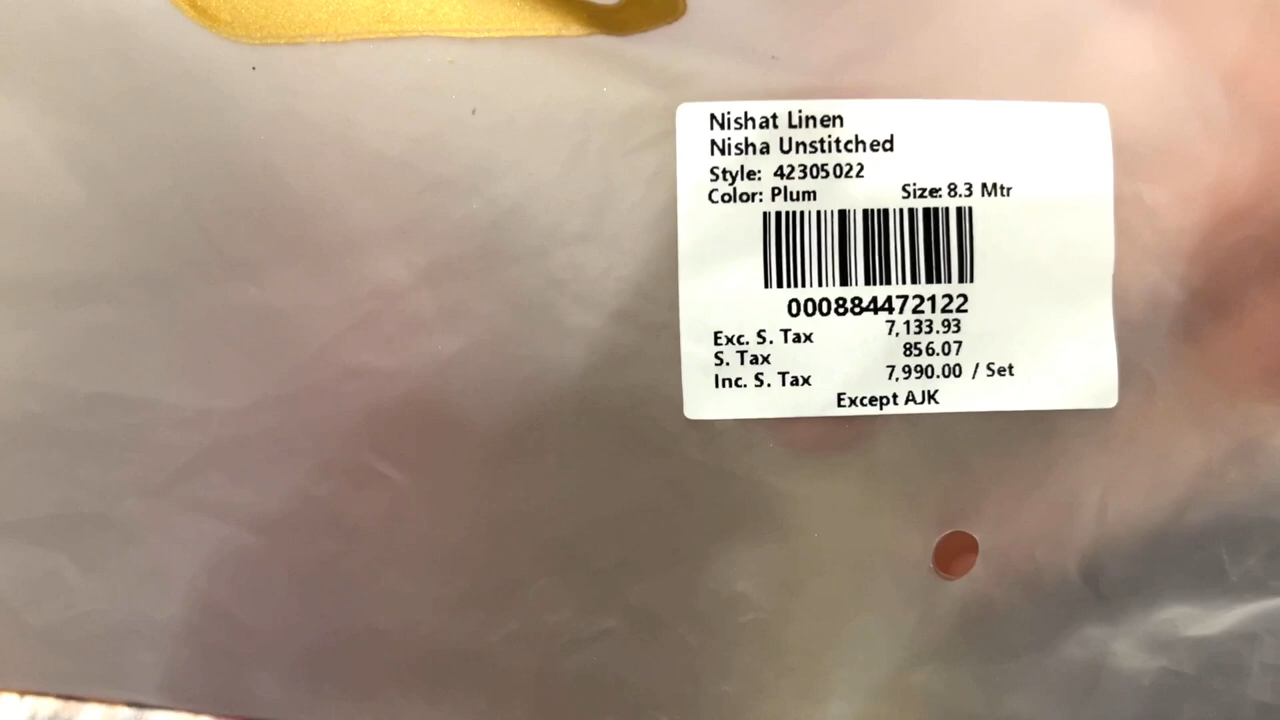 Nishat Linen
Nisha Unstitched
Style: 42305022
Color: Plum Size: 8.3 Mtr
000884472122
Exc. S. Tax 7,133.93
S. Tax 856.07
Inc. S. Tax 7,990.00 / Set
Except AJK